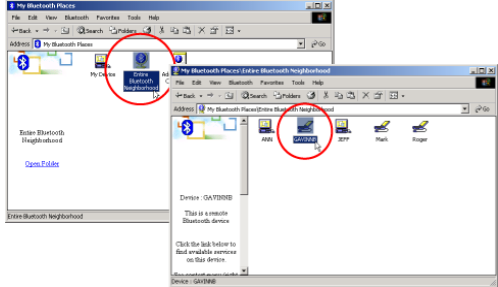 My Bluetooth Places
File Edit View Bluetooth Favorites Tools Help
Back Search Folders
Address My Bluetooth Places Go
My Device
Entire
Bluetooth
Neighborhood
Entire Bluetooth
Neighborhood
Open Folder
Entire Bluetooth Neighborhood
My Bluetooth Places\Entire Bluetooth Neighborhood
File Edit View Bluetooth Favorites Tools Help
Back Search Folders
Address My Bluetooth Places\Entire Bluetooth Neighborhood Go
ANN GAVINNB JEFF Mark Roger
Device : GAVINNB
This is a remote
Bluetooth device
Click the link below to
find available services
on this device
Device : GAVINNB